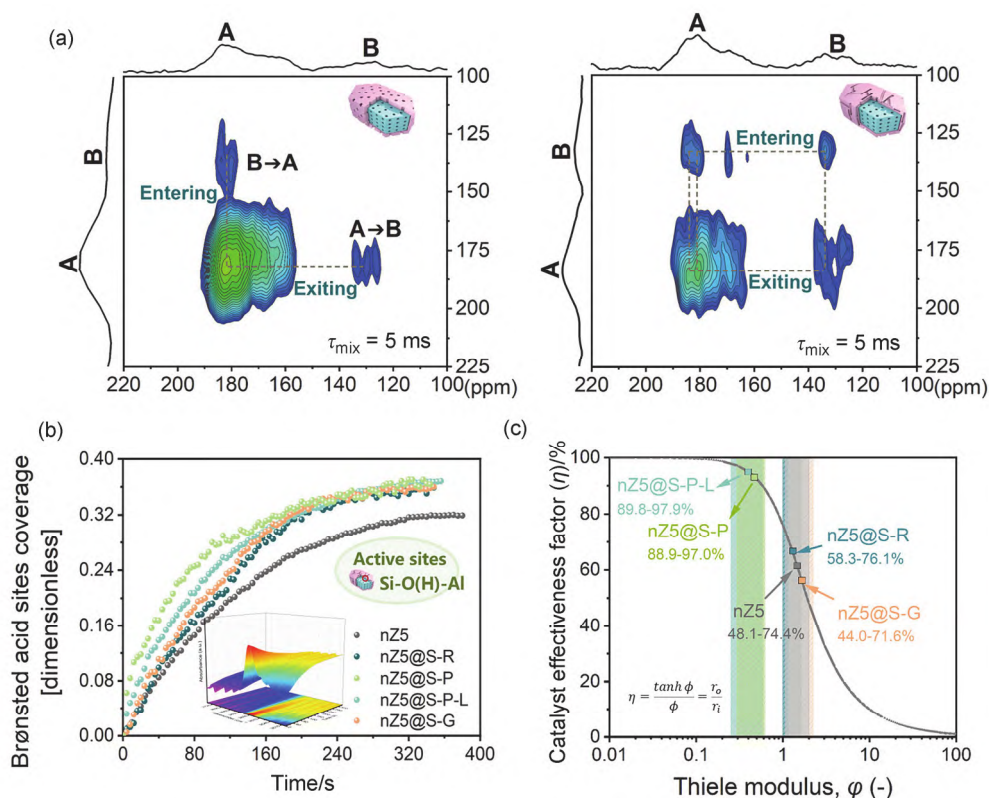 (a)
A
B
A
B
Entering
B→A
A→B
Exiting
τmix = 5 ms
100
125
150
175
200
225
220 200 180 160 140 120 100(ppm)
B
A
A
B
Entering
Exiting
τmix = 5 ms
100
125
150
175
200
225
220 200 180 160 140 120 100(ppm)
B
A
(b)
Brønsted acid sites coverage
[dimensionless]
0.40
0.32
0.24
0.16
0.08
0.00
0 80 160 240 320 400
Time/s
Active sites
Si-O(H)-Al
nZ5
nZ5@S-R
nZ5@S-P
nZ5@S-P-L
nZ5@S-G
(c)
Catalyst effectiveness factor (η)/%
100
80
60
40
20
0
0.01 0.1 1 10 100
Thiele modulus, φ (-)
nZ5@S-P-L
89.8-97.9%
nZ5@S-P
88.9-97.0%
nZ5@S-R
58.3-76.1%
nZ5
48.1-74.4%
nZ5@S-G
44.0-71.6%
η = tanh ϕ / ϕ = ro / ri